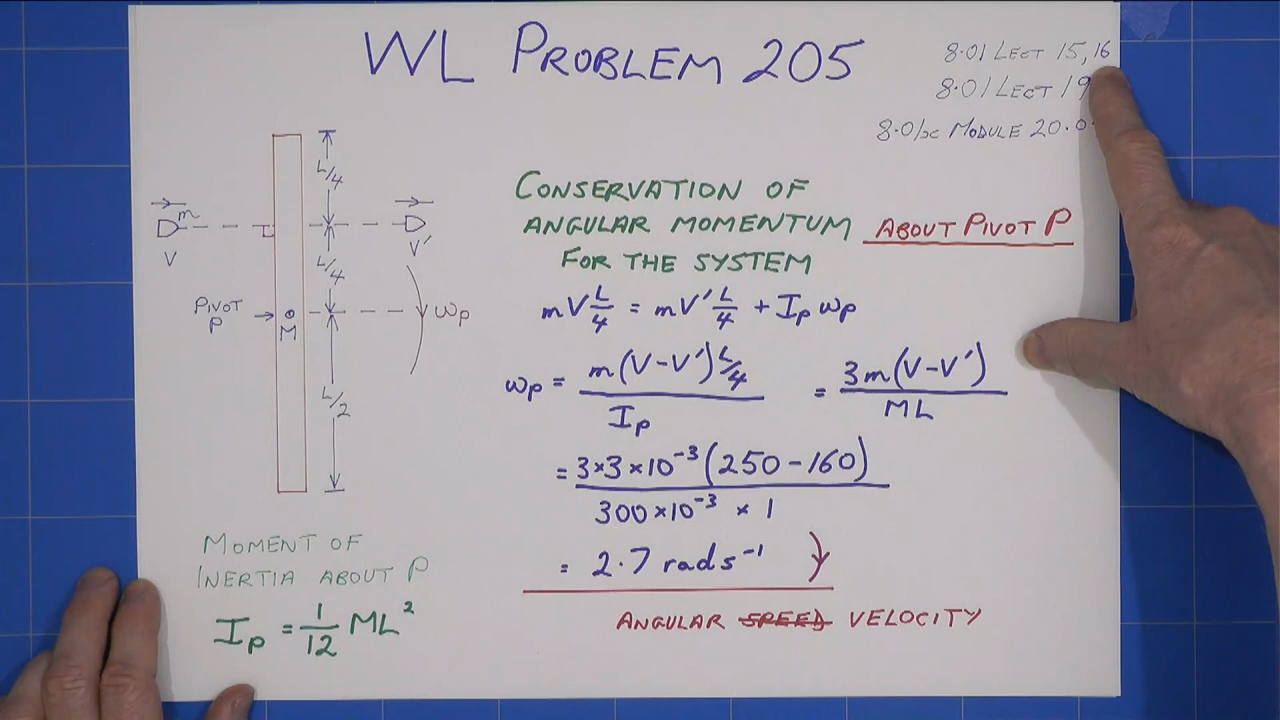 WL PROBLEM 205
8.01 LECT 15,16
8.01 LECT 19
8.01x MODULE 20.0
L/4
m
V
V'
L/4
PIVOT
P
M
ωp
L/2
MOMENT OF
INERTIA ABOUT P
Ip = 1/12 ML²
CONSERVATION OF
ANGULAR MOMENTUM ABOUT PIVOT P
FOR THE SYSTEM
mV L/4 = mV' L/4 + Ip ωp
ωp = m(V-V') L/4 / Ip = 3m(V-V') / ML
= 3×3×10⁻³(250-160) / 300×10⁻³ × 1
= 2.7 rad s⁻¹
ANGULAR SPEED VELOCITY